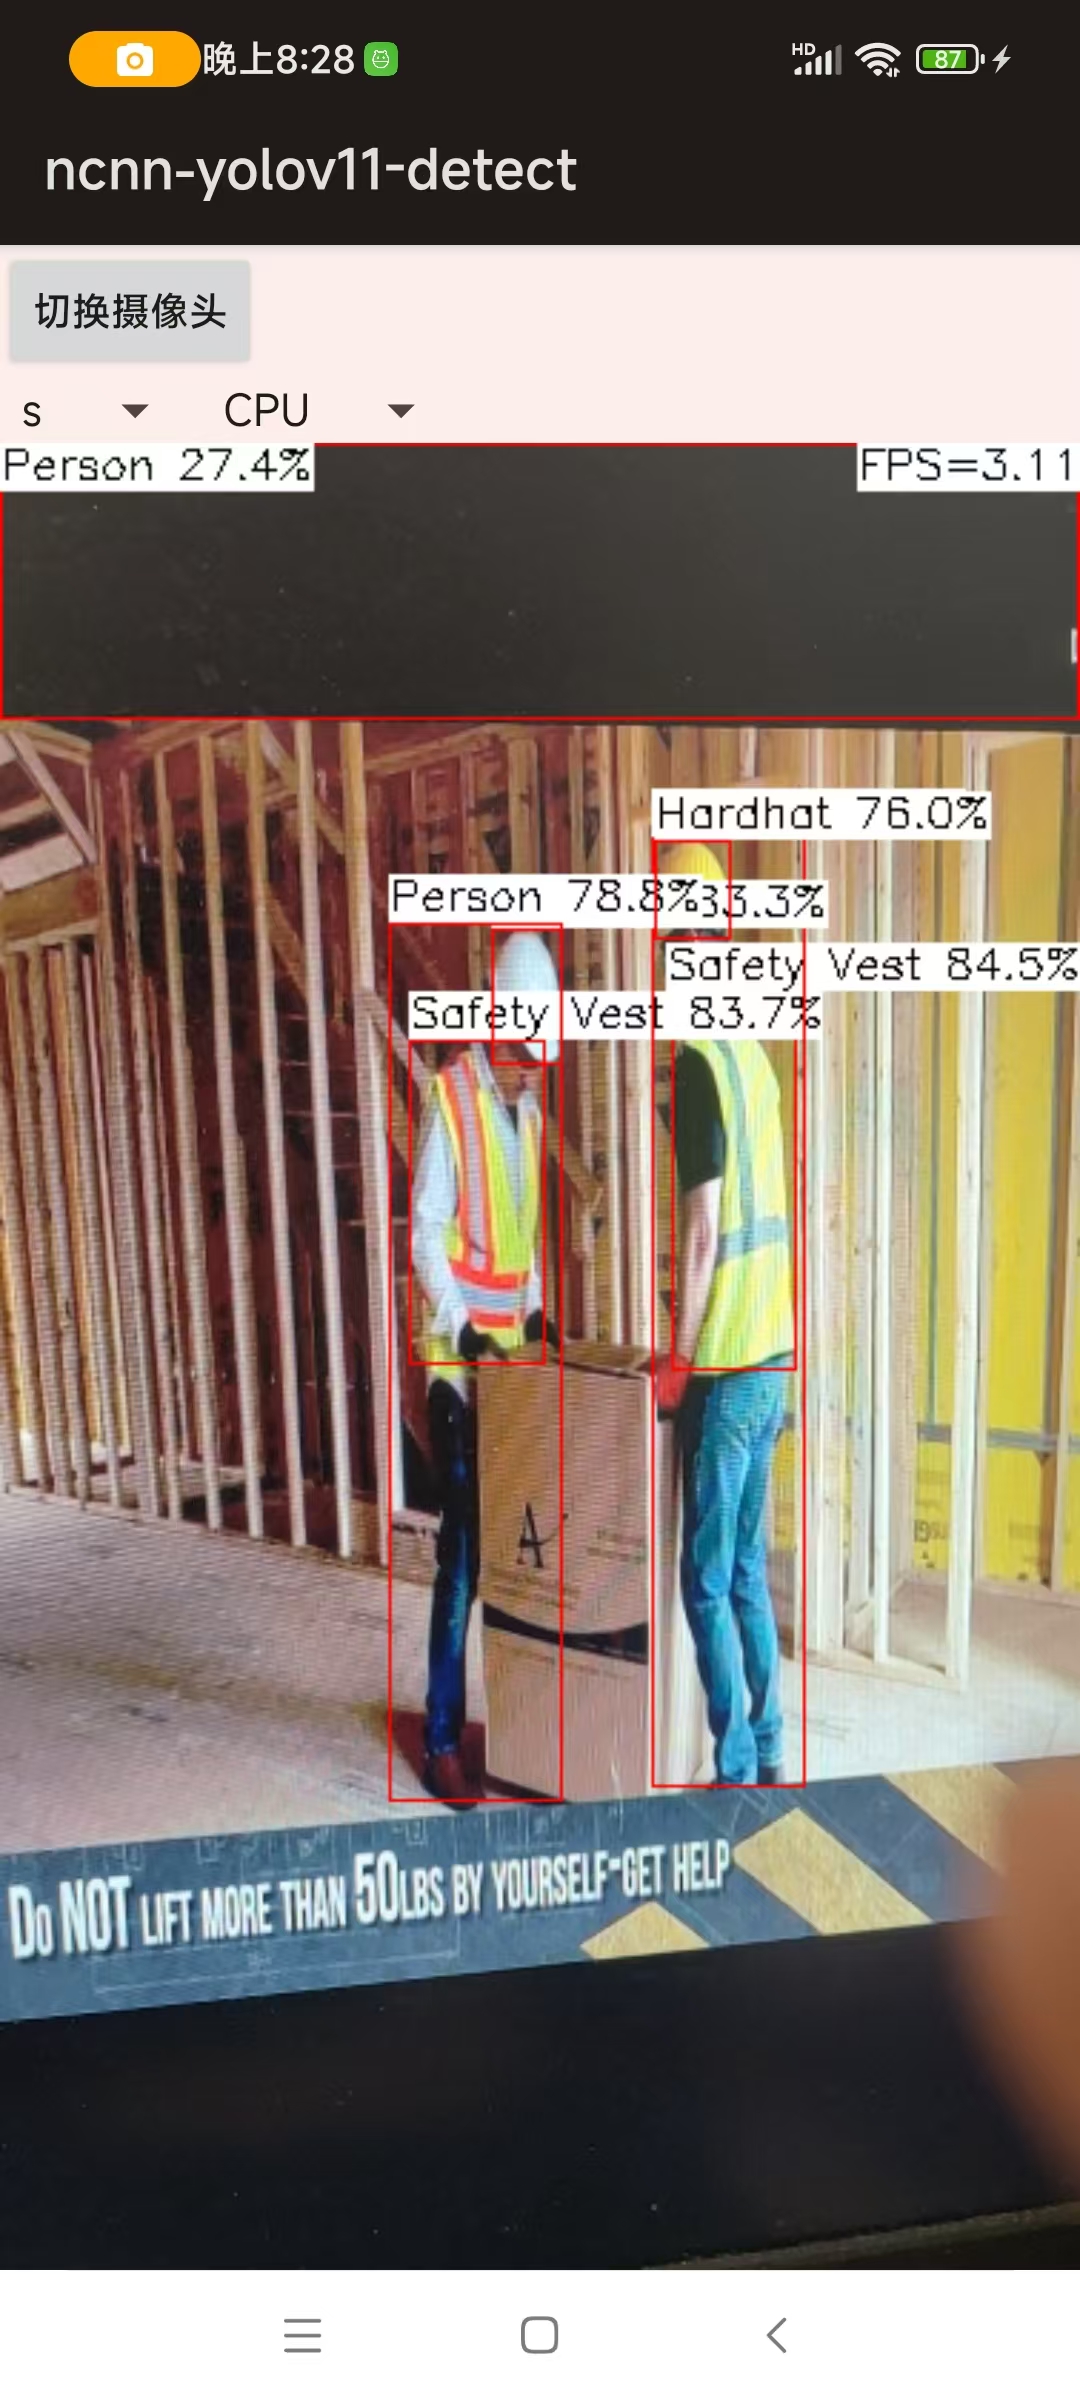 晚上8:28
HD
87
ncnn-yolov11-detect
切换摄像头
s
CPU
Person 27.4%
FPS=3.11
Hardhat 76.0%
Person 78.8%
33.3%
Safety Vest 84.5%
Safety Vest 83.7%
A
DO NOT LIFT MORE THAN 50LBS BY YOURSELF-GET HELP